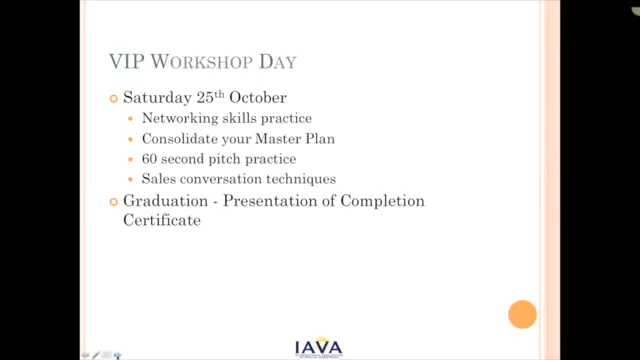 VIP WORKSHOP DAY
Saturday 25th October
Networking skills practice
Consolidate your Master Plan
60 second pitch practice
Sales conversation techniques
Graduation - Presentation of Completion
Certificate
IAVA